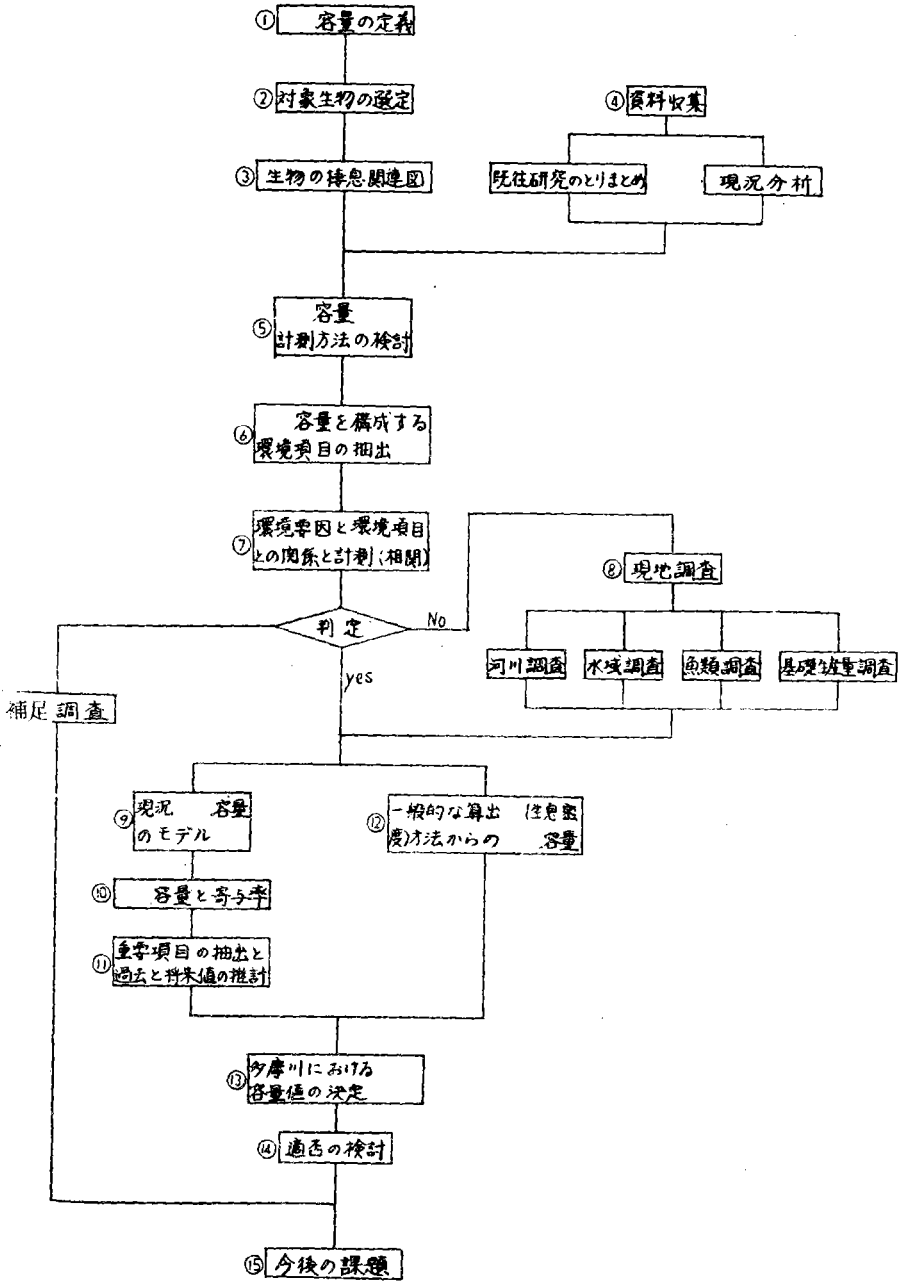 ① 容量の定義
② 対象生物の選定
④ 資料収集
③ 生物の棲息関連図
既往研究のとりまとめ
現況分析
⑤ 容量
計測方法の検討
⑥ 容量を構成する
環境項目の抽出
⑦ 環境要因と環境項目
との関係と計測(相関)
⑧ 現地調査
判定
No
yes
河川調査
水域調査
魚類調査
基礎生産量調査
補足調査
⑨ 現況 容量
のモデル
⑫ 一般的な算出 (生息密
度)方法からの 容量
⑩ 容量と寄与率
⑪ 重要項目の抽出と
過去と将来値の推計
⑬ 多摩川における
容量値の決定
⑭ 適否の検討
⑮ 今後の課題